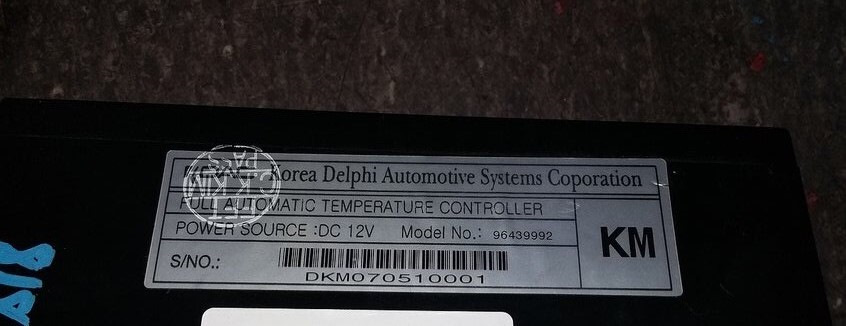 Korea Delphi Automotive Systems Coporation
FULL AUTOMATIC TEMPERATURE CONTROLLER
POWER SOURCE :DC 12V Model No.: 96439992
KM
S/NO.:
DKM070510001